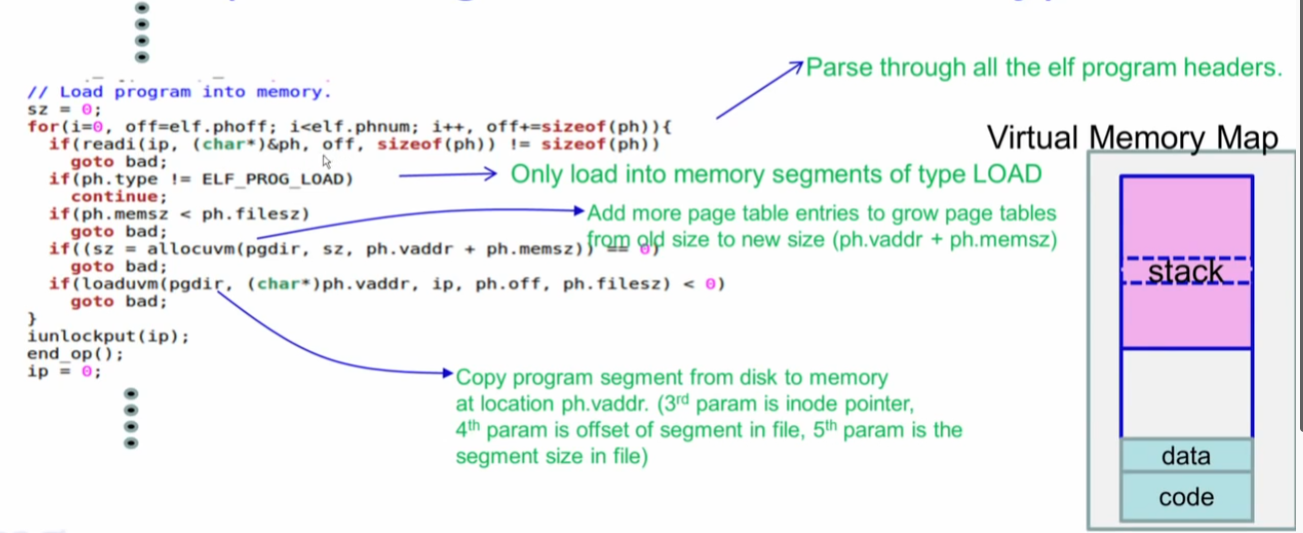 // Load program into memory.
sz = 0;
for(i=0, off=elf.phoff; i<elf.phnum; i++, off+=sizeof(ph)){
if(readi(ip, (char*)&ph, off, sizeof(ph)) != sizeof(ph))
goto bad;
if(ph.type != ELF_PROG_LOAD)
continue;
if(ph.memsz < ph.filesz)
goto bad;
if((sz = allocuvm(pgdir, sz, ph.vaddr + ph.memsz)) == 0)
goto bad;
if(loaduvm(pgdir, (char*)ph.vaddr, ip, ph.off, ph.filesz) < 0)
goto bad;
}
iunlockput(ip);
end_op();
ip = 0;
Parse through all the elf program headers.
Only load into memory segments of type LOAD
Add more page table entries to grow page tables
from old size to new size (ph.vaddr + ph.memsz)
Copy program segment from disk to memory
at location ph.vaddr. (3rd param is inode pointer,
4th param is offset of segment in file, 5th param is the
segment size in file)
Virtual Memory Map
stack
data
code